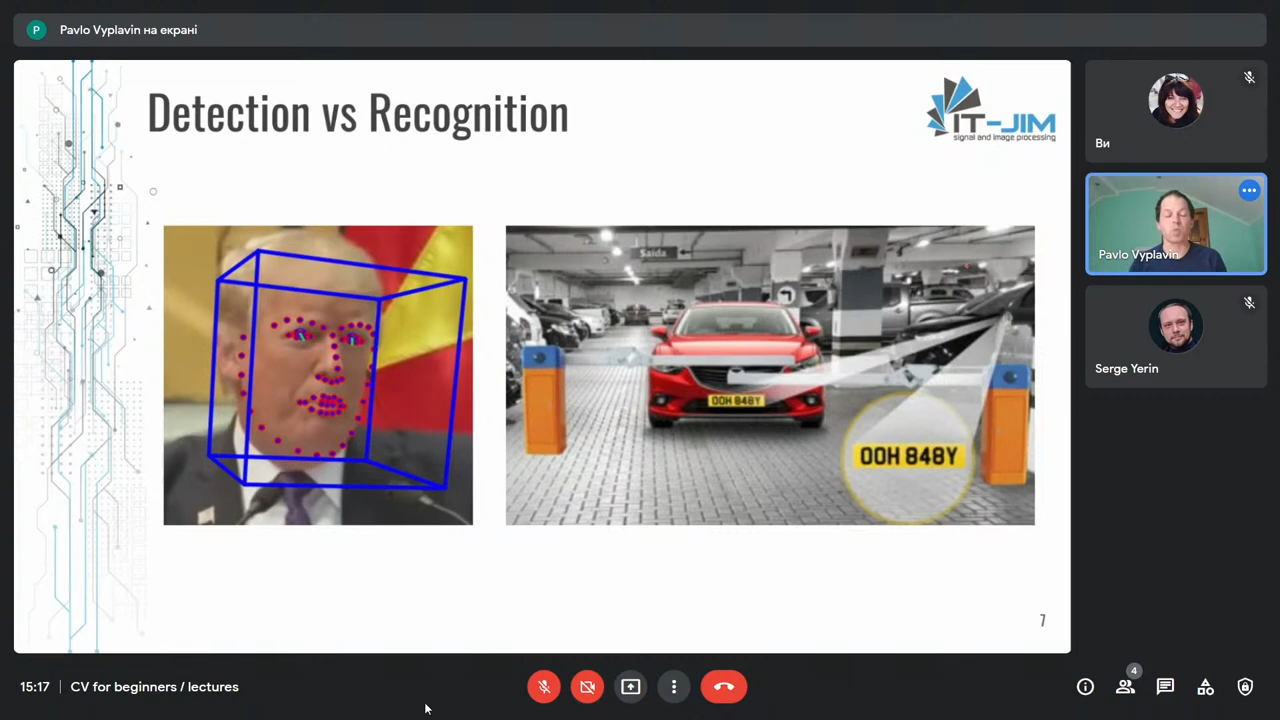 P
Pavlo Vyplavin на екрані
Detection vs Recognition
IT-JIM
signal and image processing
Saída
OOH 848Y
OOH 848Y
7
Ви
Pavlo Vyplavin
Serge Yerin
15:17 | CV for beginners / lectures
4